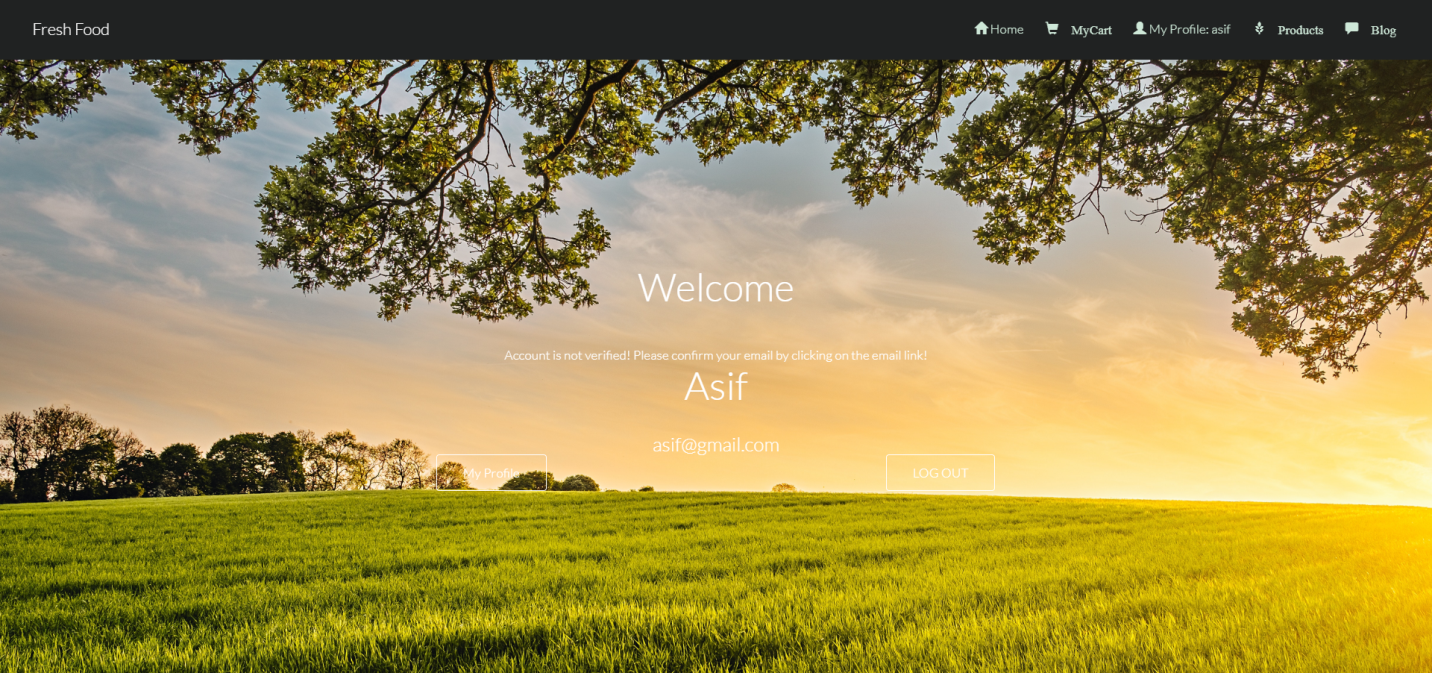 Fresh Food
Home MyCart My Profile: asif Products Blog
Welcome
Account is not verified! Please confirm your email by clicking on the email link!
Asif
asif@gmail.com
My Profile LOG OUT